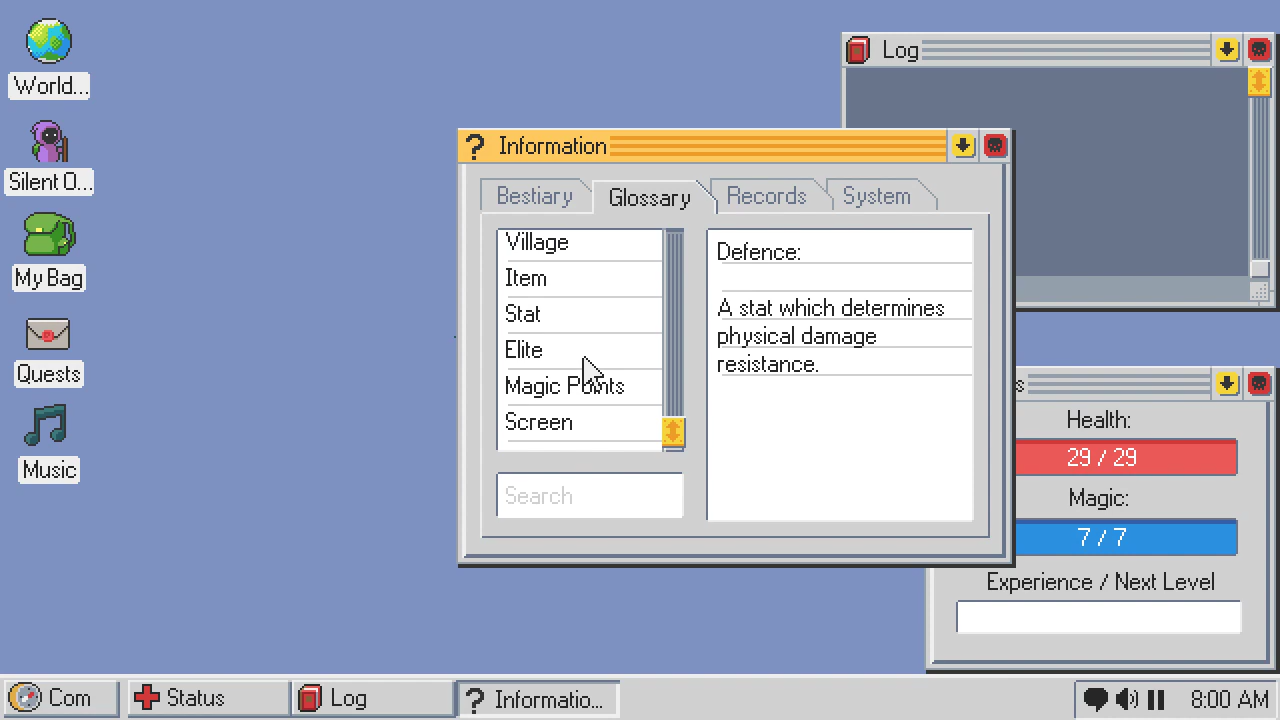 World...
Silent O...
My Bag
Quests
Music
Log
? Information
Bestiary
Glossary
Records
System
Village
Item
Stat
Elite
Magic Points
Screen
Search
Defence:
A stat which determines
physical damage
resistance.
s
Health:
29 / 29
Magic:
7 / 7
Experience / Next Level
Com
Status
Log
? Informatio...
8:00 AM